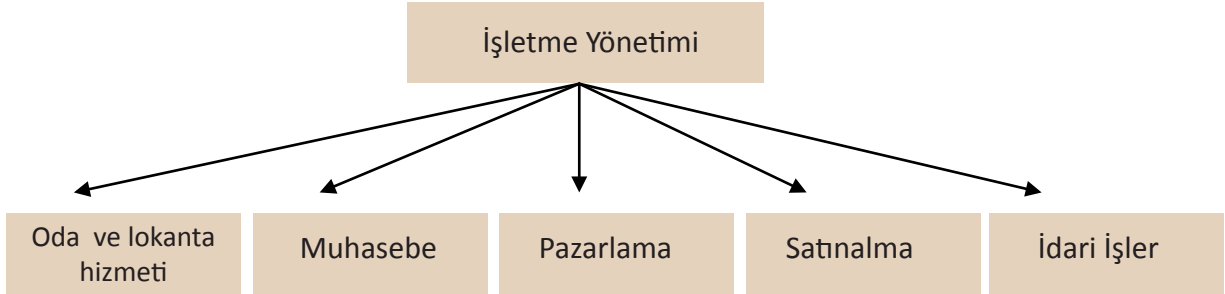 İşletme Yönetimi
Oda ve lokanta
hizmeti
Muhasebe
Pazarlama
Satınalma
İdari İşler